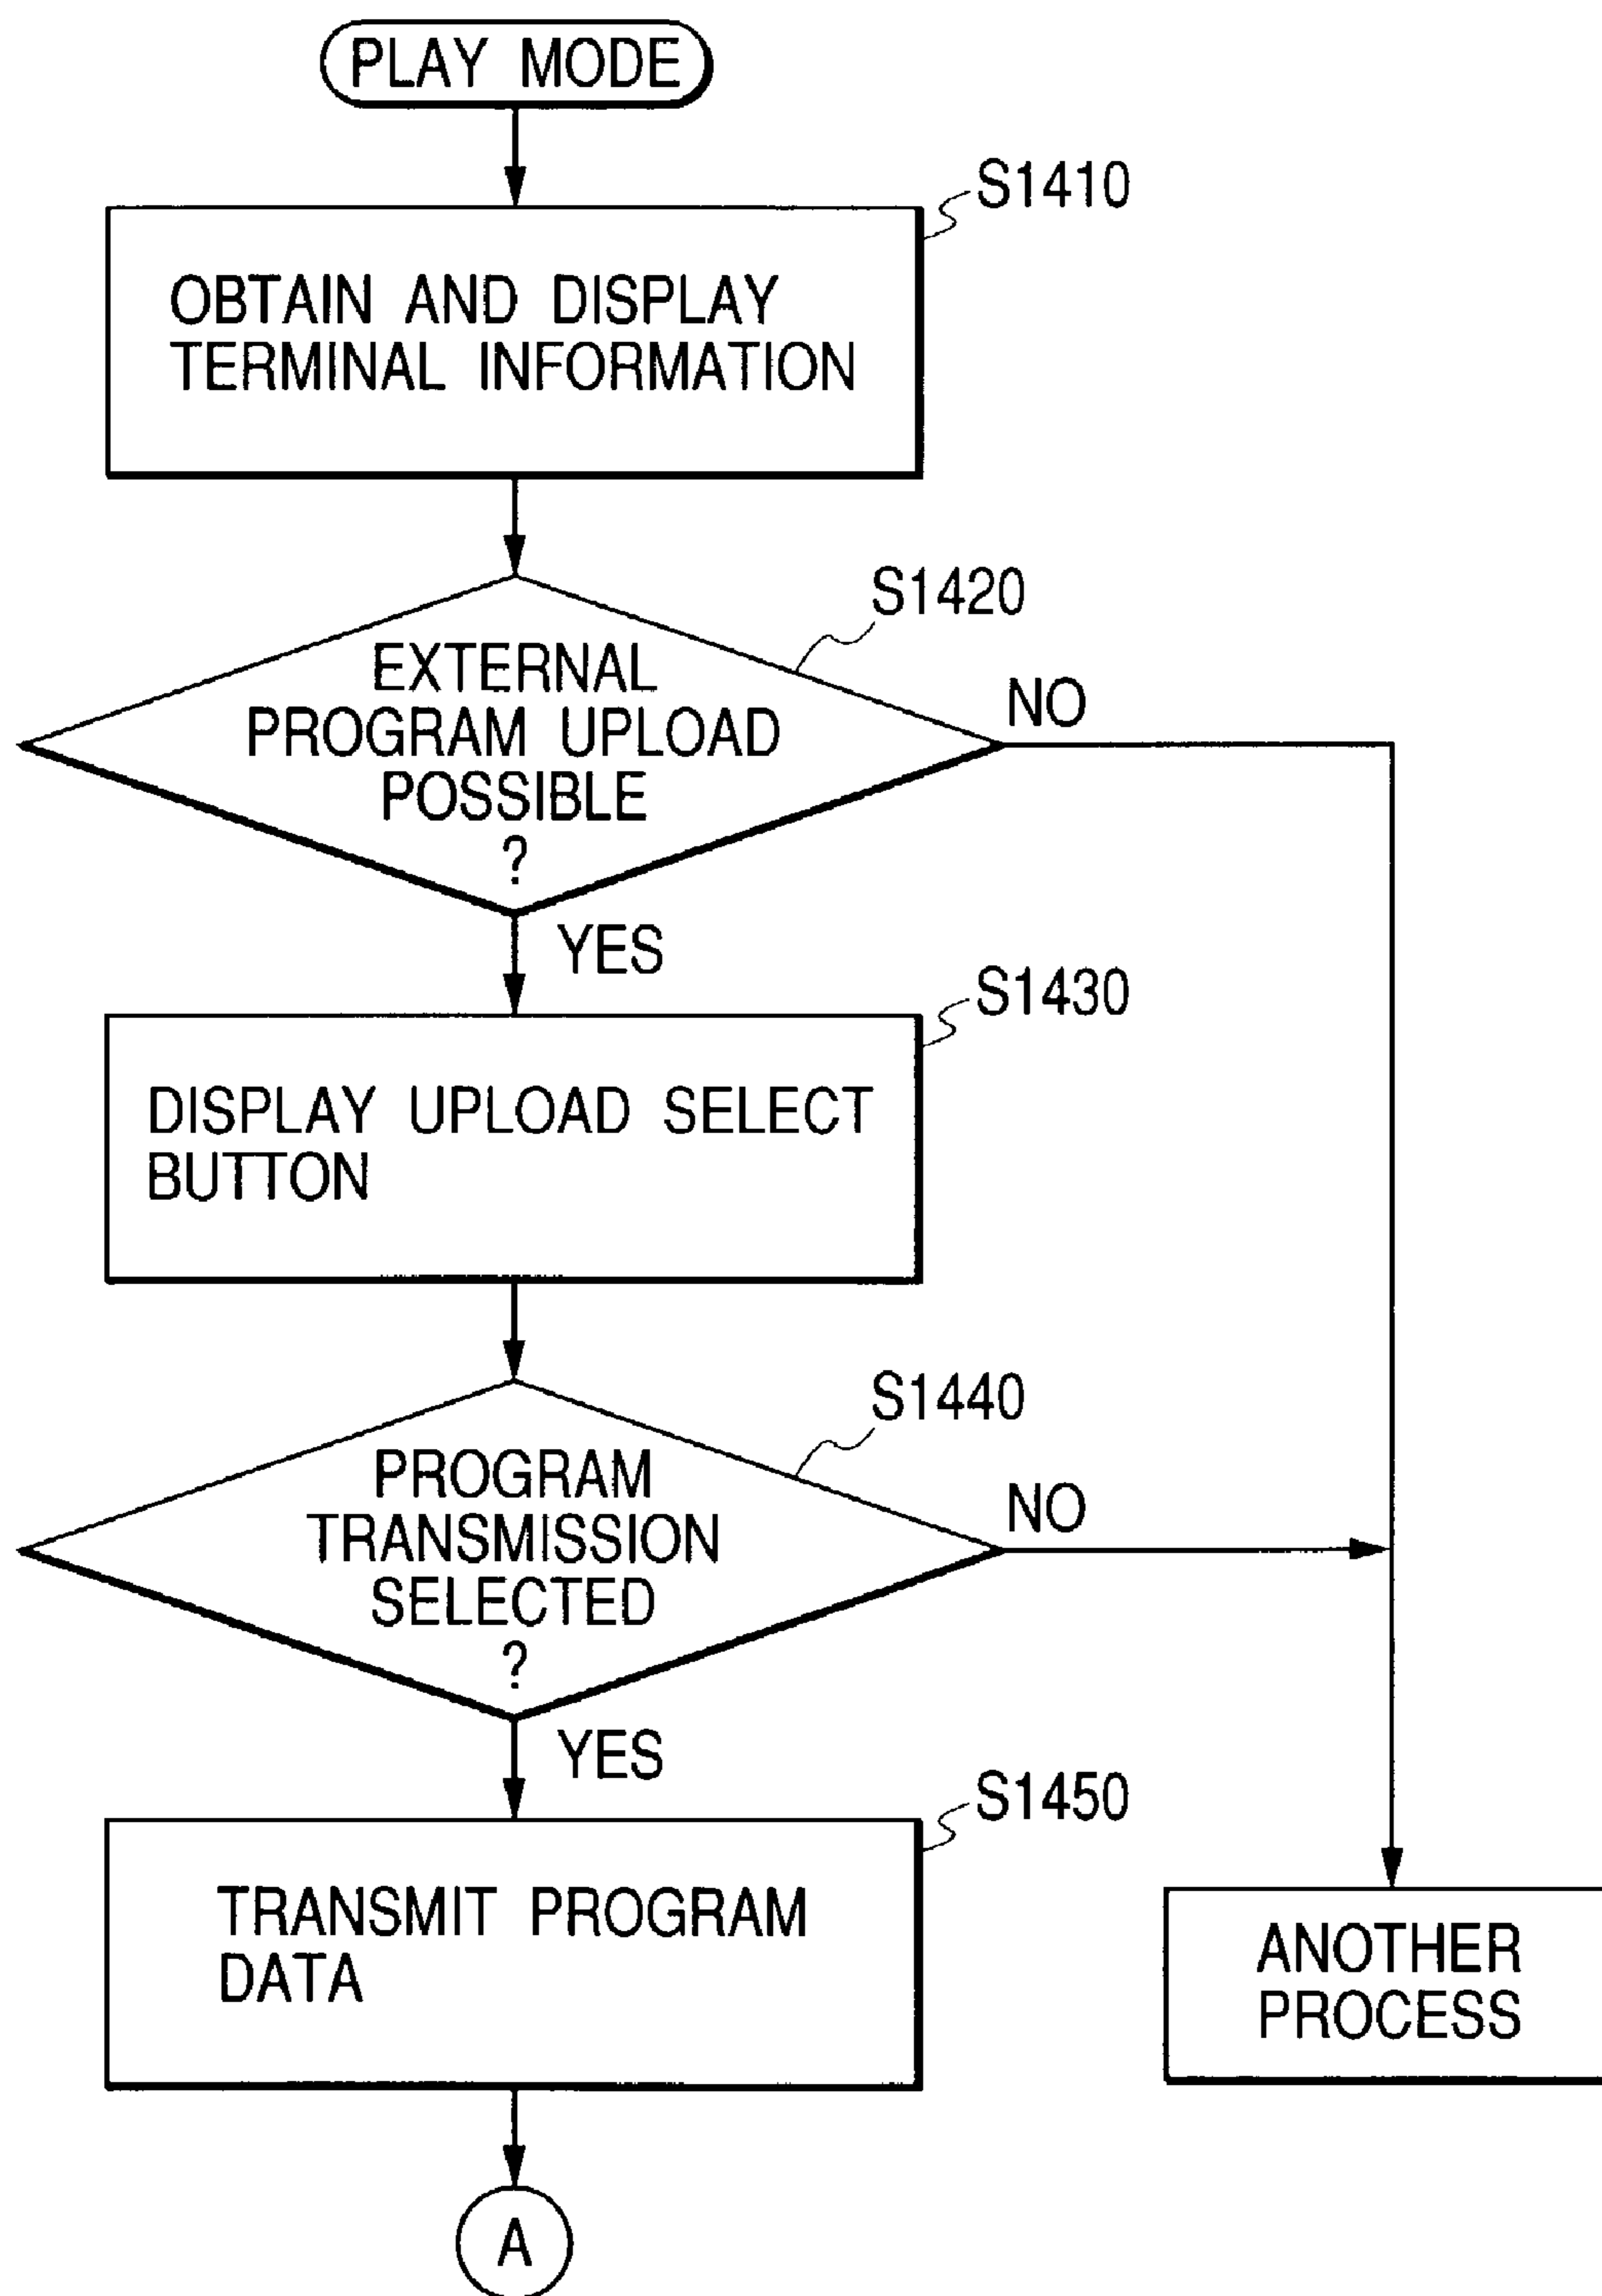 PLAY MODE
S1410
OBTAIN AND DISPLAY
TERMINAL INFORMATION
S1420
EXTERNAL
PROGRAM UPLOAD
POSSIBLE
?
NO
YES
S1430
DISPLAY UPLOAD SELECT
BUTTON
S1440
PROGRAM
TRANSMISSION
SELECTED
?
NO
YES
S1450
TRANSMIT PROGRAM
DATA
ANOTHER
PROCESS
A